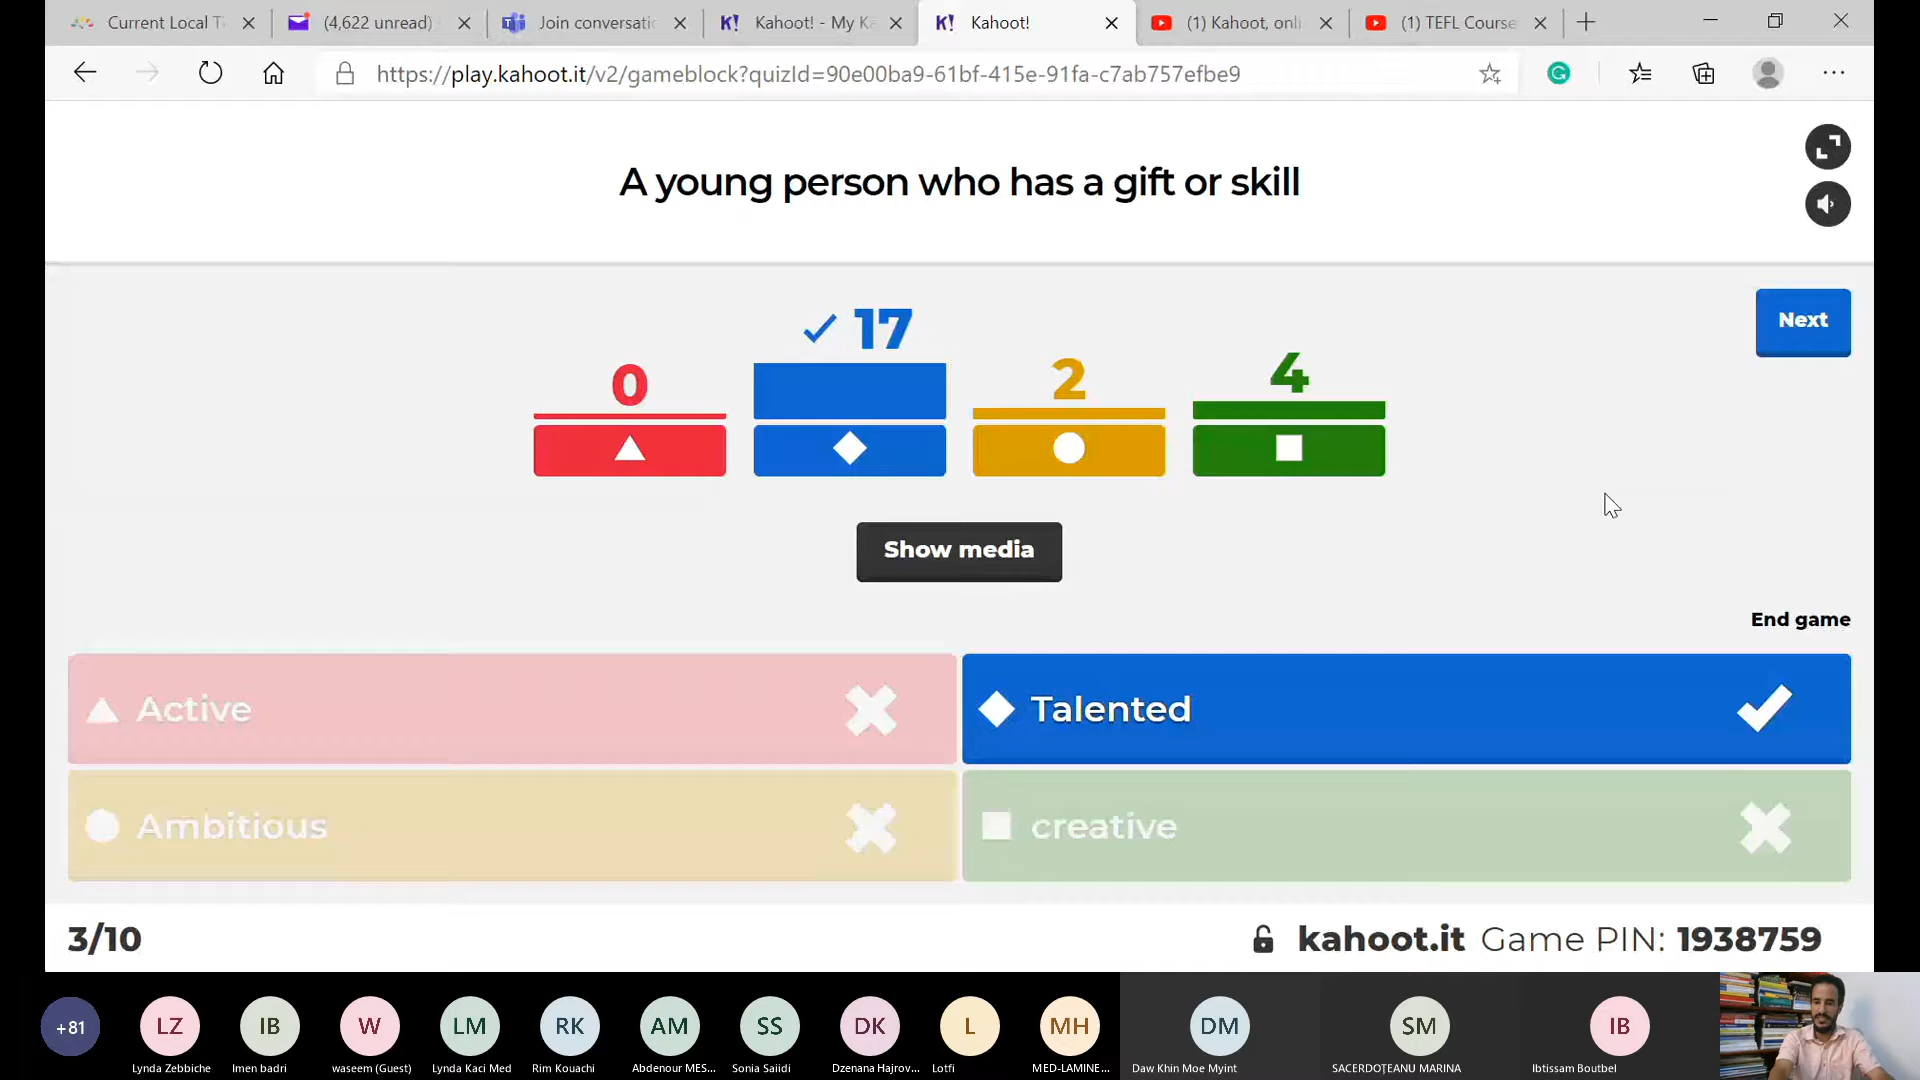 Current Local T
(4,622 unread)
Join conversati
K! Kahoot! - My K
K! Kahoot!
(1) Kahoot, onli
(1) TEFL Course
https://play.kahoot.it/v2/gameblock?quizId=90e00ba9-61bf-415e-91fa-c7ab757efbe9
A young person who has a gift or skill
Next
0
17
2
4
Show media
End game
Active
Talented
Ambitious
creative
3/10
kahoot.it Game PIN: 1938759
+81
LZ
IB
W
LM
RK
AM
SS
DK
L
MH
DM
SM
IB
Lynda Zebbiche
Imen badri
waseem (Guest)
Lynda Kaci Med
Rim Kouachi
Abdenour MES...
Sonia Saiidi
Dzenana Hajrov...
Lotfi
MED-LAMINE...
Daw Khin Moe Myint
SACERDOȚEANU MARINA
Ibtissam Boutbel